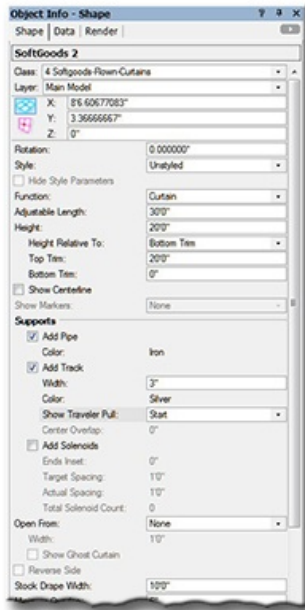 Object Info - Shape
Shape Data Render
SoftGoods 2
Class: 4 Softgoods-Flown-Curtains
Layer: Main Model
X: 8'6.60677083"
Y: 3.36666667"
Z: 0"
Rotation: 0.000000°
Style: Unstyled
Hide Style Parameters
Function: Curtain
Adjustable Length: 30'0"
Height: 20'0"
Height Relative To: Bottom Trim
Top Trim: 20'0"
Bottom Trim: 0"
Show Centerline
Show Markers: None
Supports
Add Pipe
Color: Iron
Add Track
Width: 3"
Color: Silver
Show Traveler Pull: Start
Center Overlap: 0"
Add Solenoids
Ends Inset: 0"
Target Spacing: 1'0"
Actual Spacing: 1'0"
Total Solenoid Count: 0
Open From: None
Width: 1'0"
Show Ghost Curtain
Reverse Side
Stock Drape Width: 10'0"